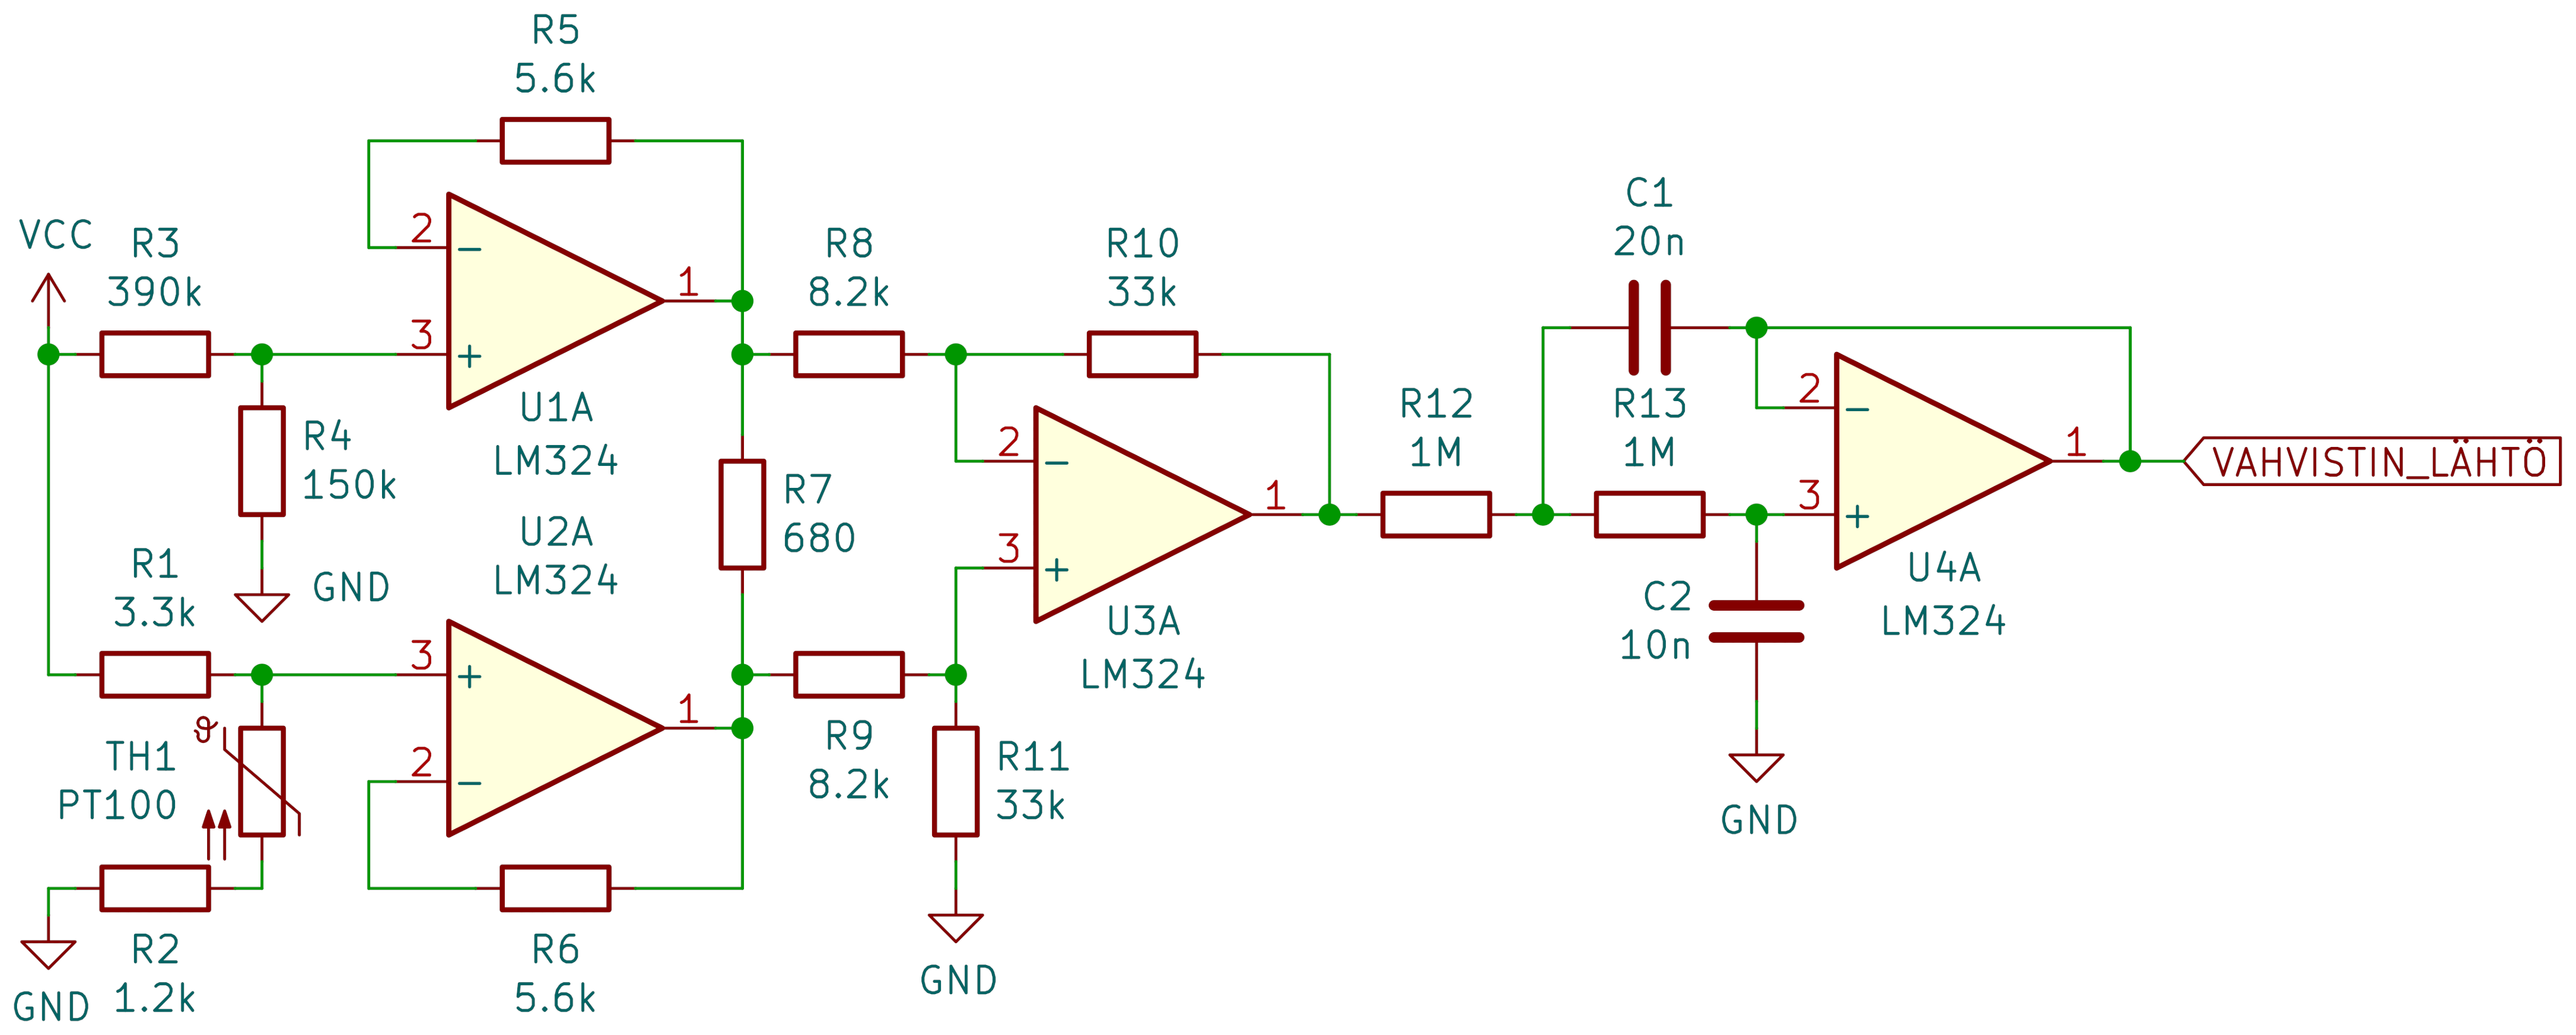 R5
5.6k
VCC
R3
390k
2
3
1
U1A
LM324
R4
150k
GND
R1
3.3k
U2A
LM324
3
2
1
ϑ
TH1
PT100
R2
1.2k
GND
R6
5.6k
R8
8.2k
R7
680
R9
8.2k
R10
33k
2
3
1
U3A
LM324
R11
33k
GND
R12
1M
C1
20n
R13
1M
C2
10n
GND
2
3
1
U4A
LM324
VAHVISTIN_LÄHTÖ